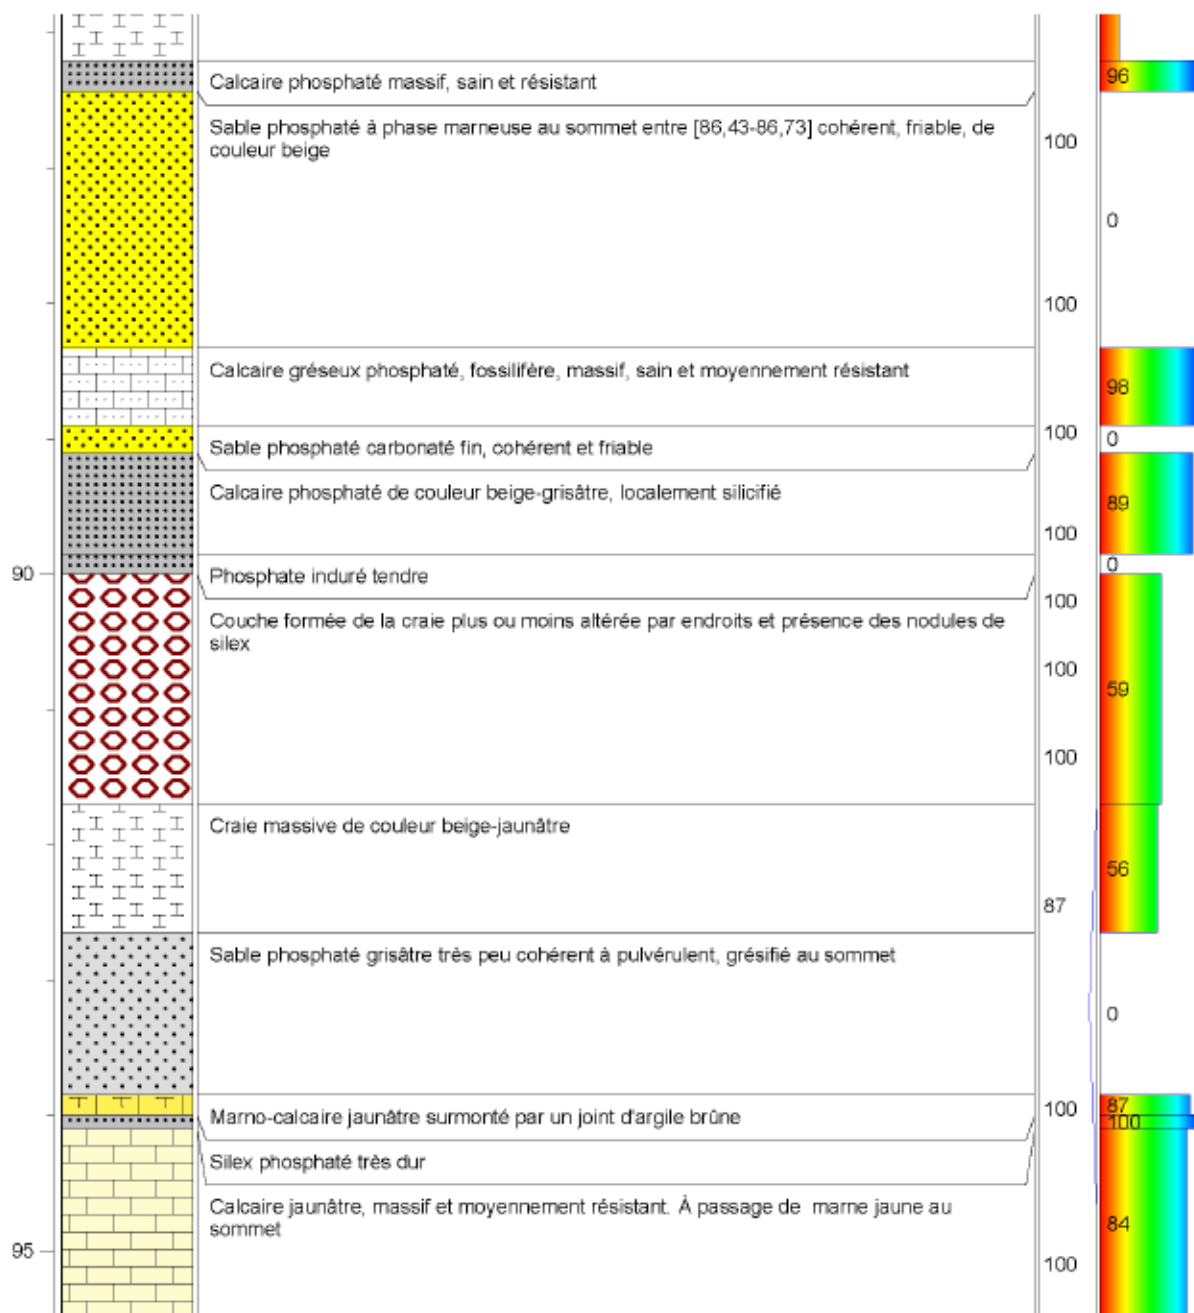 96
Calcaire phosphaté massif, sain et résistant
Sable phosphaté à phase marneuse au sommet entre [86,43-86,73] cohérent, friable, de
couleur beige
100
0
100
Calcaire gréseux phosphaté, fossilifère, massif, sain et moyennement résistant
98
100
0
Sable phosphaté carbonaté fin, cohérent et friable
Calcaire phosphaté de couleur beige-grisâtre, localement silicifié
89
100
0
90
Phosphate induré tendre
100
Couche formée de la craie plus ou moins altérée par endroits et présence des nodules de
silex
100
59
100
Craie massive de couleur beige-jaunâtre
56
87
Sable phosphaté grisâtre très peu cohérent à pulvérulent, grésifié au sommet
0
87
100
Marno-calcaire jaunâtre surmonté par un joint d'argile brûne
100
Silex phosphaté très dur
Calcaire jaunâtre, massif et moyennement résistant. À passage de marne jaune au
sommet
84
95
100